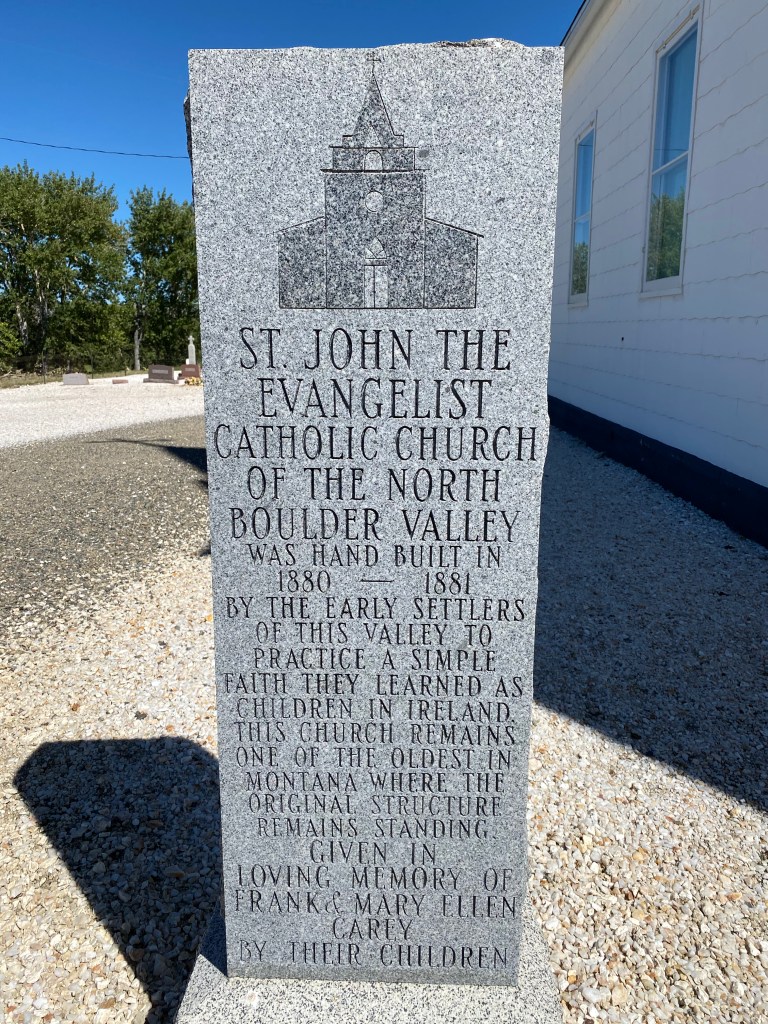 ST. JOHN THE
EVANGELIST
CATHOLIC CHURCH
OF THE NORTH
BOULDER VALLEY
WAS HAND BUILT IN
1880 — 1881
BY THE EARLY SETTLERS
OF THIS VALLEY TO
PRACTICE A SIMPLE
FAITH THEY LEARNED AS
CHILDREN IN IRELAND.
THIS CHURCH REMAINS
ONE OF THE OLDEST IN
MONTANA WHERE THE
ORIGINAL STRUCTURE
REMAINS STANDING.
GIVEN IN
LOVING MEMORY OF
FRANK & MARY ELLEN
CAREY
BY THEIR CHILDREN